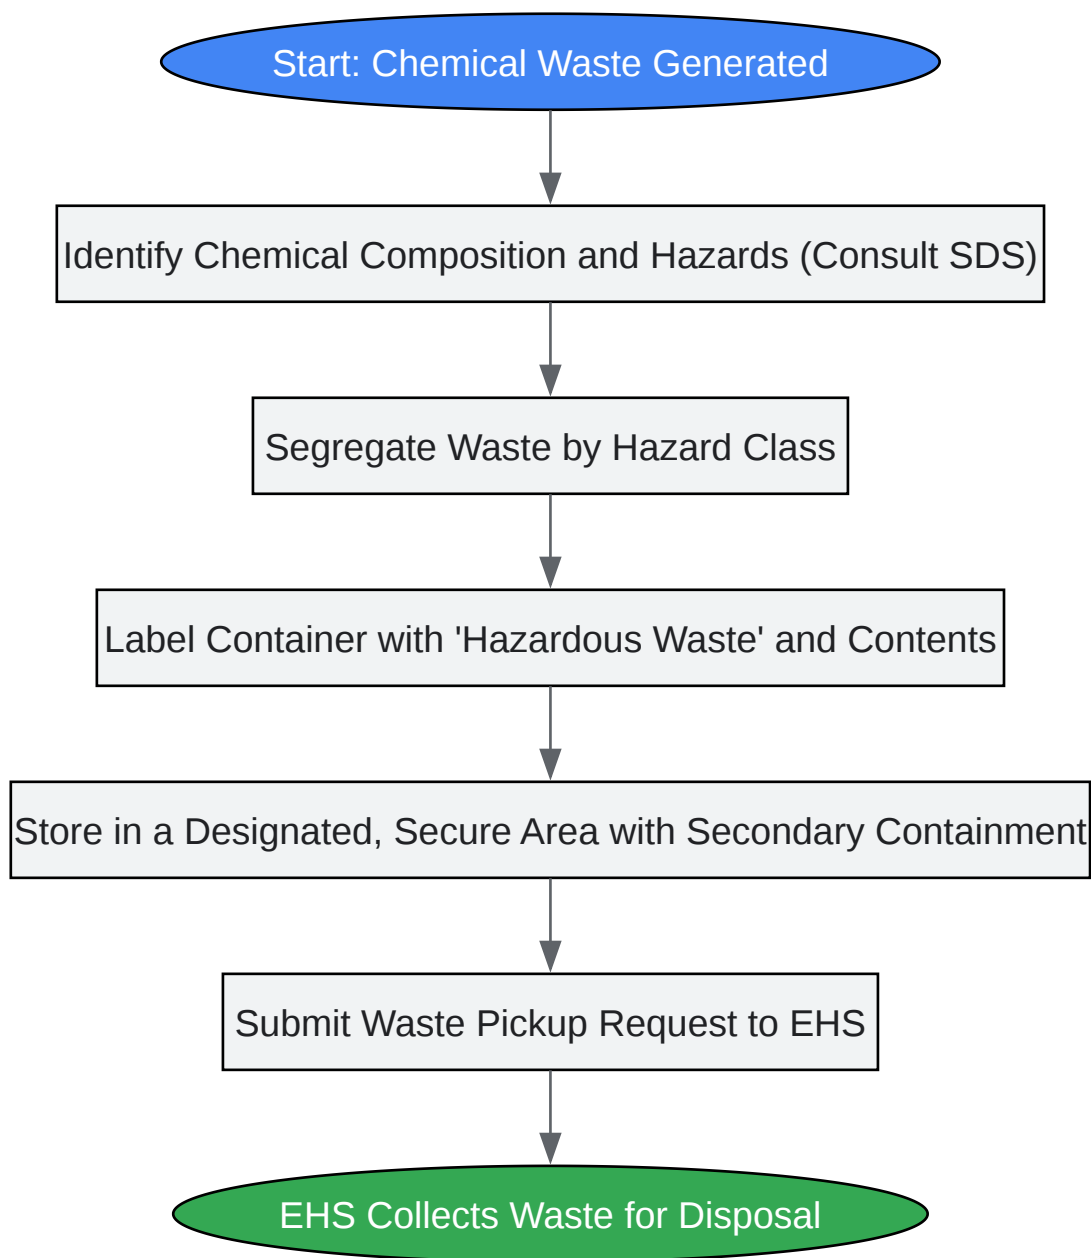 Start: Chemical Waste Generated
Identify Chemical Composition and Hazards (Consult SDS)
Segregate Waste by Hazard Class
Label Container with 'Hazardous Waste' and Contents
Store in a Designated, Secure Area with Secondary Containment
Submit Waste Pickup Request to EHS
EHS Collects Waste for Disposal